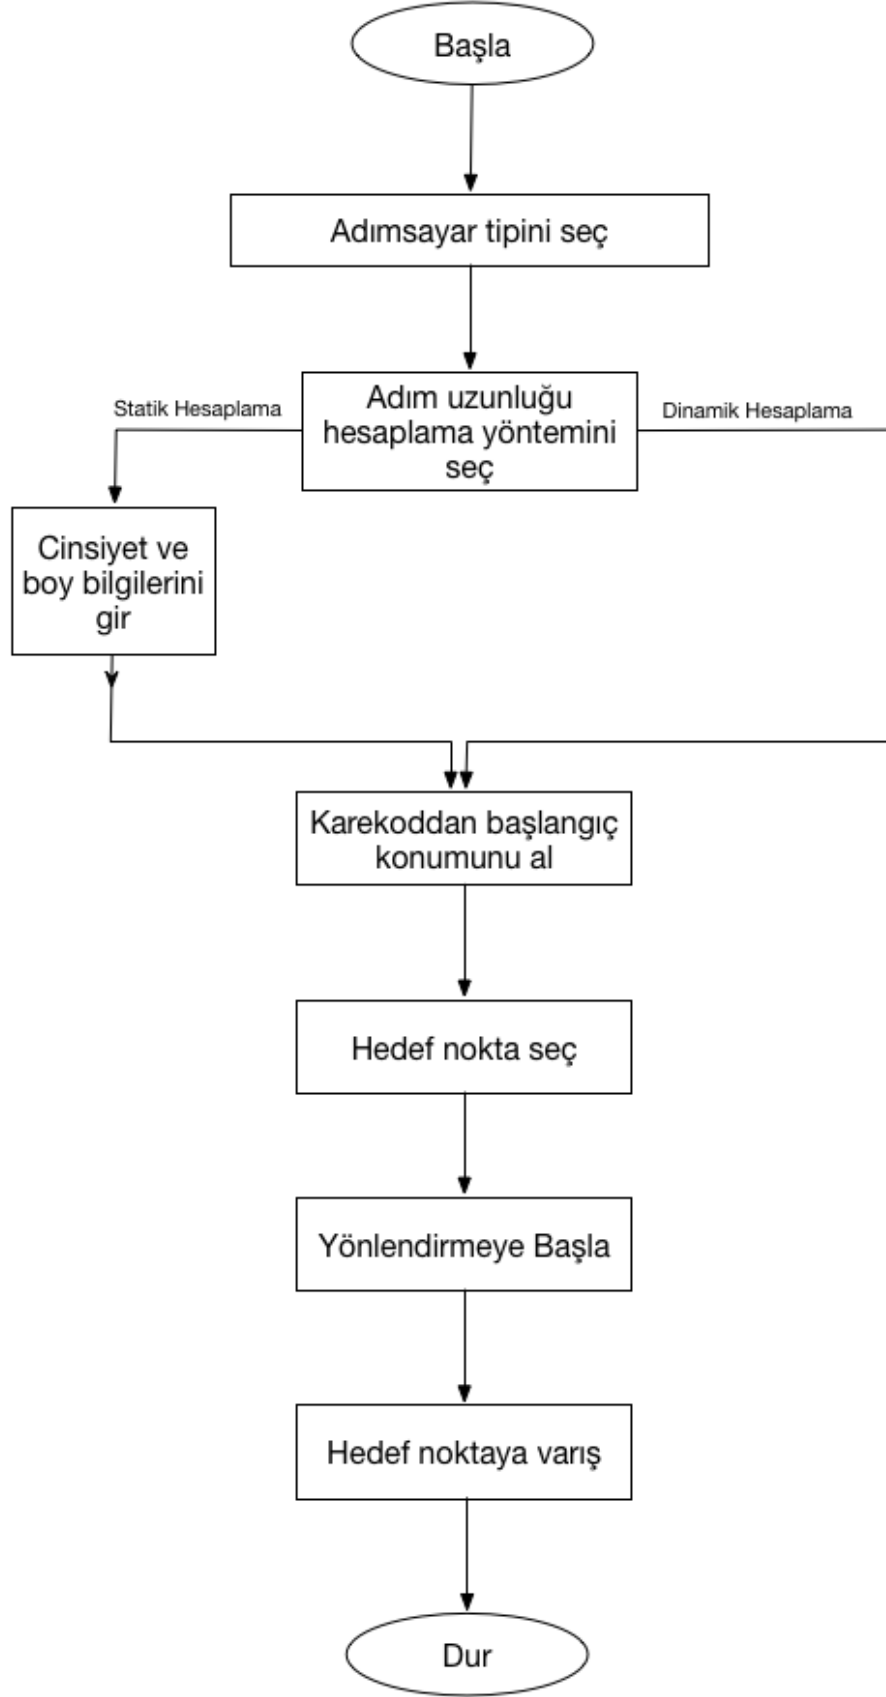 Başla
Adımsayar tipini seç
Statik Hesaplama
Adım uzunluğu
hesaplama yöntemini
seç
Dinamik Hesaplama
Cinsiyet ve
boy bilgilerini
gir
Karekoddan başlangıç
konumunu al
Hedef nokta seç
Yönlendirmeye Başla
Hedef noktaya varış
Dur